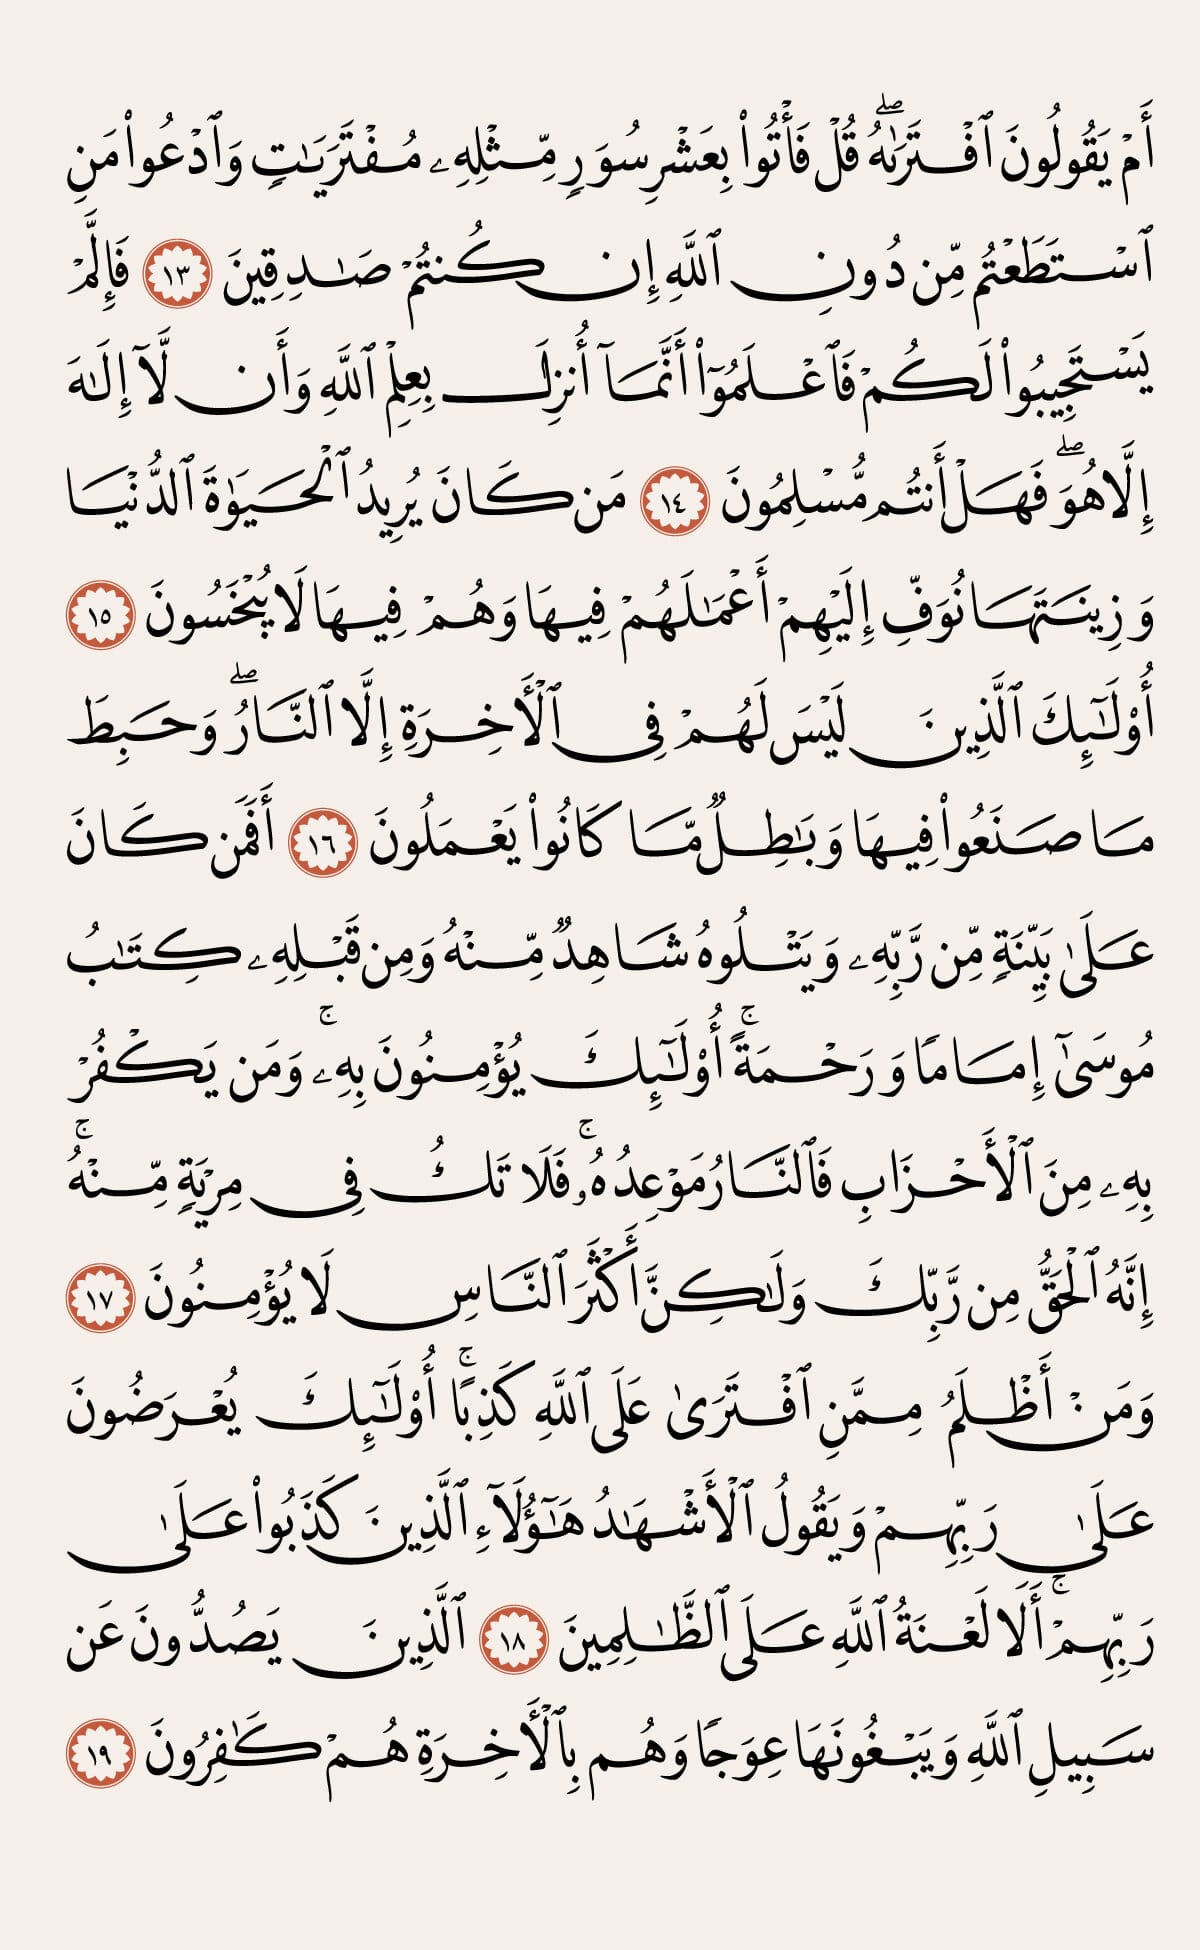 أَمْ يَقُولُونَ ٱفْتَرَىٰهُۖ قُلْ فَأْتُوا۟ بِعَشْرِ سُوَرٍ مِّثْلِهِۦ مُفْتَرَيَٰتٍ وَٱدْعُوا۟ مَنِ
ٱسْتَطَعْتُم مِّن دُونِ ٱللَّهِ إِن كُنتُمْ صَٰدِقِينَ ١٣ فَإِلَّمْ
يَسْتَجِيبُوا۟ لَكُمْ فَٱعْلَمُوٓا۟ أَنَّمَآ أُنزِلَ بِعِلْمِ ٱللَّهِ وَأَن لَّآ إِلَٰهَ
إِلَّا هُوَۖ فَهَلْ أَنتُم مُّسْلِمُونَ ١٤ مَن كَانَ يُرِيدُ ٱلْحَيَوٰةَ ٱلدُّنْيَا
وَزِينَتَهَا نُوَفِّ إِلَيْهِمْ أَعْمَٰلَهُمْ فِيهَا وَهُمْ فِيهَا لَا يُبْخَسُونَ ١٥
أُو۟لَٰٓئِكَ ٱلَّذِينَ لَيْسَ لَهُمْ فِى ٱلْأَخِرَةِ إِلَّا ٱلنَّارُۖ وَحَبِطَ
مَا صَنَعُوا۟ فِيهَا وَبَٰطِلٌ مَّا كَانُوا۟ يَعْمَلُونَ ١٦ أَفَمَن كَانَ
عَلَىٰ بَيِّنَةٍ مِّن رَّبِّهِۦ وَيَتْلُوهُ شَاهِدٌ مِّنْهُ وَمِن قَبْلِهِۦ كِتَٰبُ
مُوسَىٰٓ إِمَامًا وَرَحْمَةًۚ أُو۟لَٰٓئِكَ يُؤْمِنُونَ بِهِۦۚ وَمَن يَكْفُرْ
بِهِۦ مِنَ ٱلْأَحْزَابِ فَٱلنَّارُ مَوْعِدُهُۥۚ فَلَا تَكُ فِى مِرْيَةٍ مِّنْهُۚ
إِنَّهُ ٱلْحَقُّ مِن رَّبِّكَ وَلَٰكِنَّ أَكْثَرَ ٱلنَّاسِ لَا يُؤْمِنُونَ ١٧
وَمَنْ أَظْلَمُ مِمَّنِ ٱفْتَرَىٰ عَلَى ٱللَّهِ كَذِبًاۚ أُو۟لَٰٓئِكَ يُعْرَضُونَ
عَلَىٰ رَبِّهِمْ وَيَقُولُ ٱلْأَشْهَٰدُ هَٰٓؤُلَآءِ ٱلَّذِينَ كَذَبُوا۟ عَلَىٰ
رَبِّهِمْۚ أَلَا لَعْنَةُ ٱللَّهِ عَلَى ٱلظَّٰلِمِينَ ١٨ ٱلَّذِينَ يَصُدُّونَ عَن
سَبِيلِ ٱللَّهِ وَيَبْغُونَهَا عِوَجًا وَهُم بِٱلْأَخِرَةِ هُمْ كَٰفِرُونَ ١٩